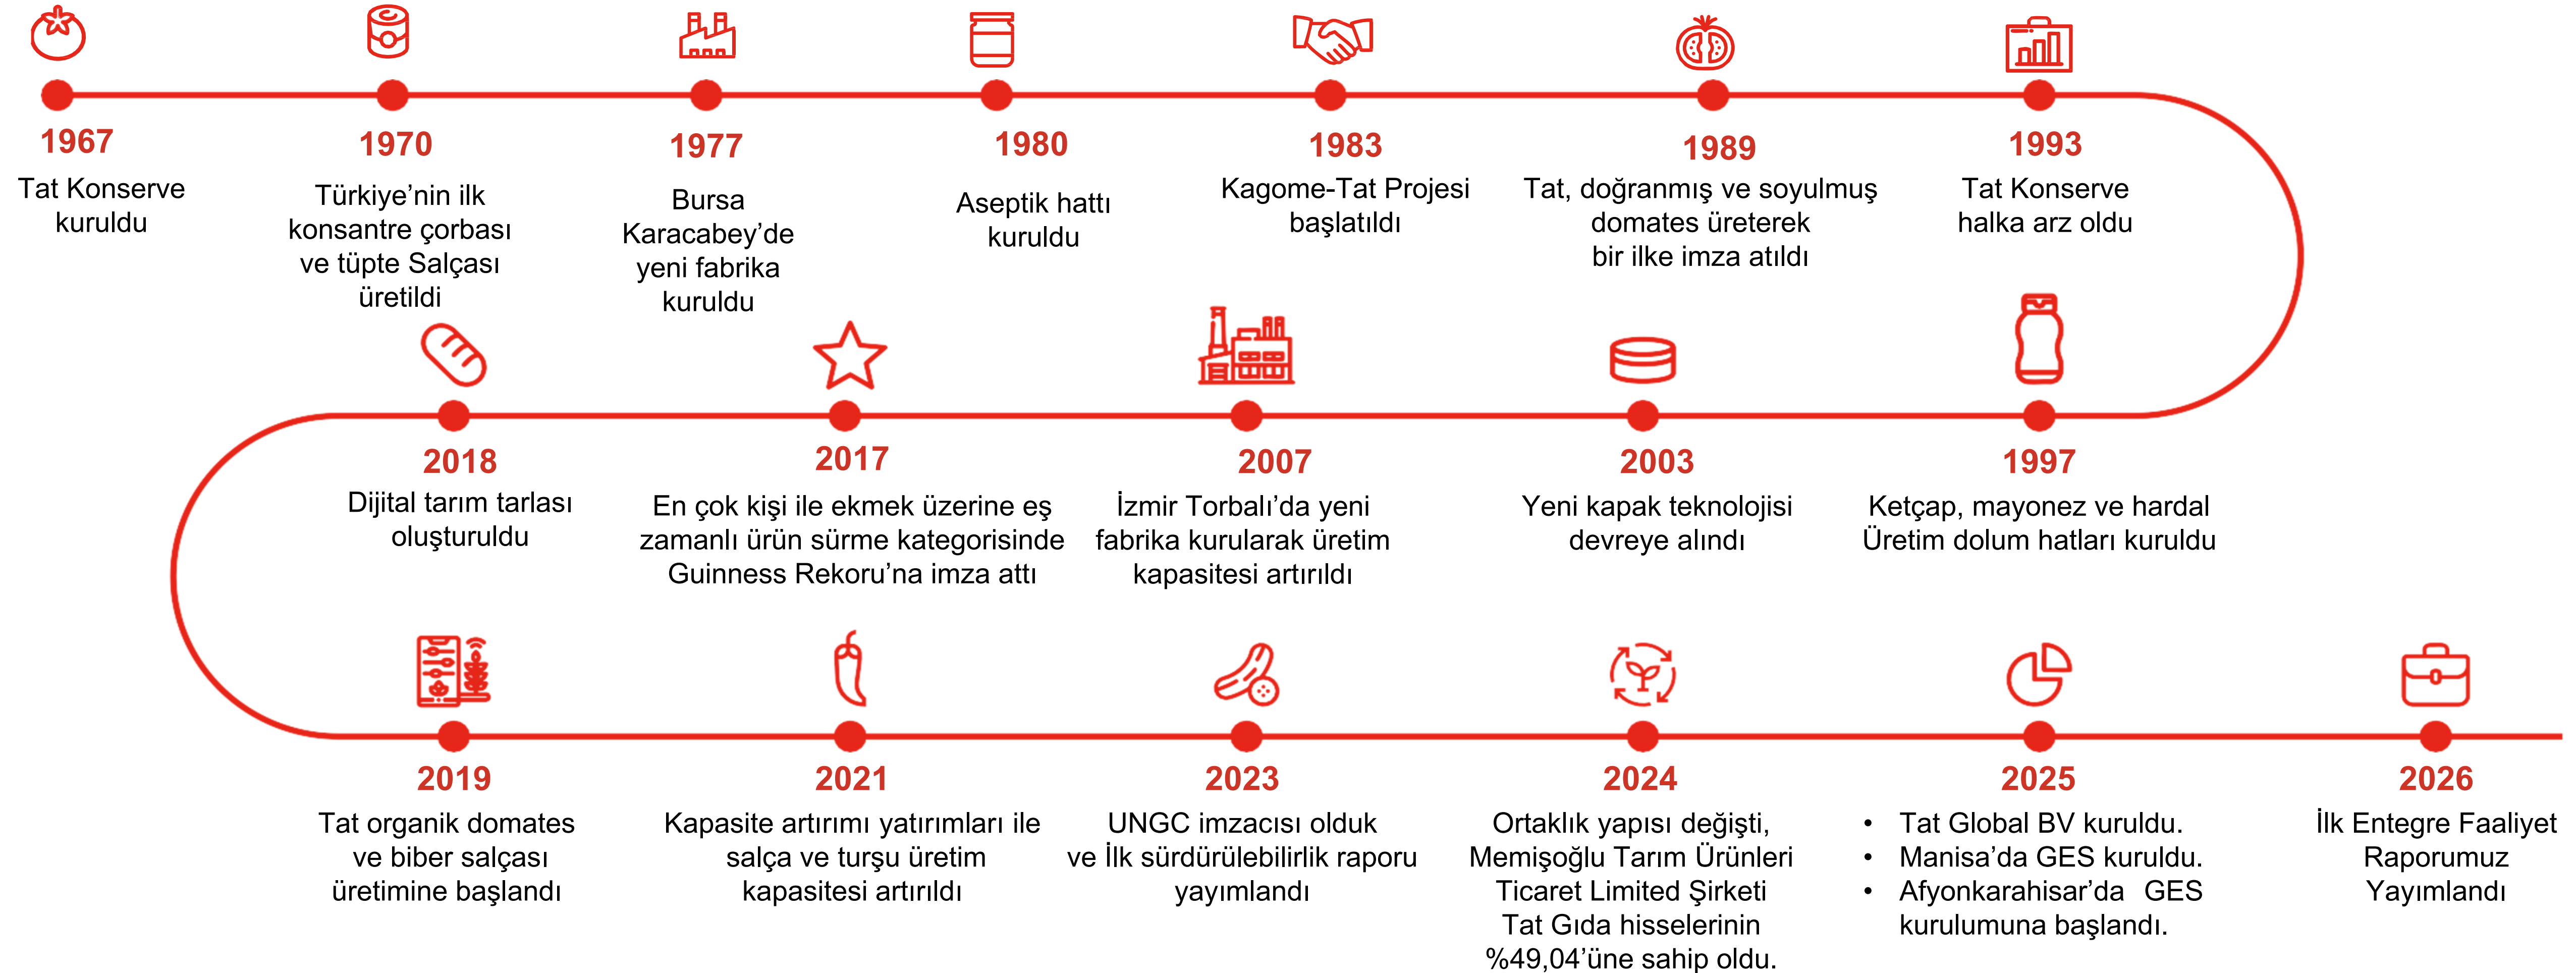 1967
Tat Konserve
kuruldu
1970
Türkiye’nin ilk
konsantre çorbası
ve tüpte Salçası
üretildi
1977
Bursa
Karacabey’de
yeni fabrika
kuruldu
1980
Aseptik hattı
kuruldu
1983
Kagome-Tat Projesi
başlatıldı
1989
Tat, doğranmış ve soyulmuş
domates üreterek
bir ilke imza atıldı
1993
Tat Konserve
halka arz oldu
1997
Ketçap, mayonez ve hardal
Üretim dolum hatları kuruldu
2003
Yeni kapak teknolojisi
devreye alındı
2007
İzmir Torbalı’da yeni
fabrika kurularak üretim
kapasitesi artırıldı
2017
En çok kişi ile ekmek üzerine eş
zamanlı ürün sürme kategorisinde
Guinness Rekoru’na imza attı
2018
Dijital tarım tarlası
oluşturuldu
2019
Tat organik domates
ve biber salçası
üretimine başlandı
2021
Kapasite artırımı yatırımları ile
salça ve turşu üretim
kapasitesi artırıldı
2023
UNGC imzacısı olduk
ve İlk sürdürülebilirlik raporu
yayımlandı
2024
Ortaklık yapısı değişti,
Memişoğlu Tarım Ürünleri
Ticaret Limited Şirketi
Tat Gıda hisselerinin
%49,04’üne sahip oldu.
2025
• Tat Global BV kuruldu.
• Manisa’da GES kuruldu.
• Afyonkarahisar’da GES
kurulumuna başlandı.
2026
İlk Entegre Faaliyet
Raporumuz
Yayımlandı